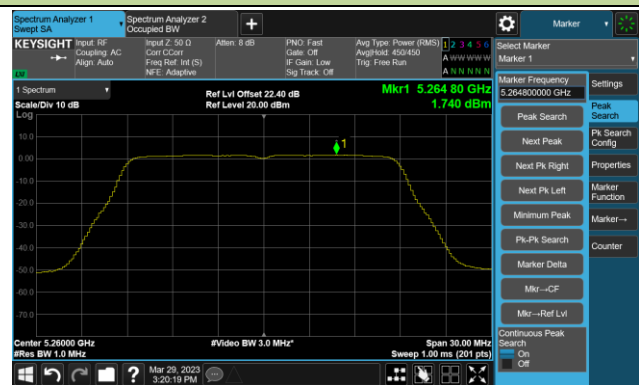 Spectrum Analyzer 1
Swept SA
Spectrum Analyzer 2
Occupied BW
+
Marker
KEYSIGHT
Input: RF
Coupling: AC
Align: Auto
Input Z: 50 Ω
Corr CCorr
Freq Ref: Int (S)
NFE: Adaptive
Atten: 8 dB
PNO: Fast
Gate: Off
IF Gain: Low
Sig Track: Off
Avg Type: Power (RMS)
Avg|Hold: 450/450
Trig: Free Run
1 2 3 4 5 6
A W W W W W
A N N N N N
Select Marker
Marker 1
1 Spectrum
Scale/Div 10 dB
Log
Ref Lvl Offset 22.40 dB
Ref Level 20.00 dBm
Mkr1 5.264 80 GHz
1.740 dBm
10.0
0.00
-10.0
-20.0
-30.0
-40.0
-50.0
-60.0
-70.0
1
Center 5.26000 GHz
#Res BW 1.0 MHz
#Video BW 3.0 MHz*
Span 30.00 MHz
Sweep 1.00 ms (201 pts)
Marker Frequency
5.264800000 GHz
Peak Search
Next Peak
Next Pk Right
Next Pk Left
Minimum Peak
Pk-Pk Search
Marker Delta
Mkr→CF
Mkr→Ref Lvl
Continuous Peak
Search
On
Off
Settings
Peak
Search
Pk Search
Config
Properties
Marker
Function
Marker→
Counter
?
Mar 29, 2023
3:20:19 PM